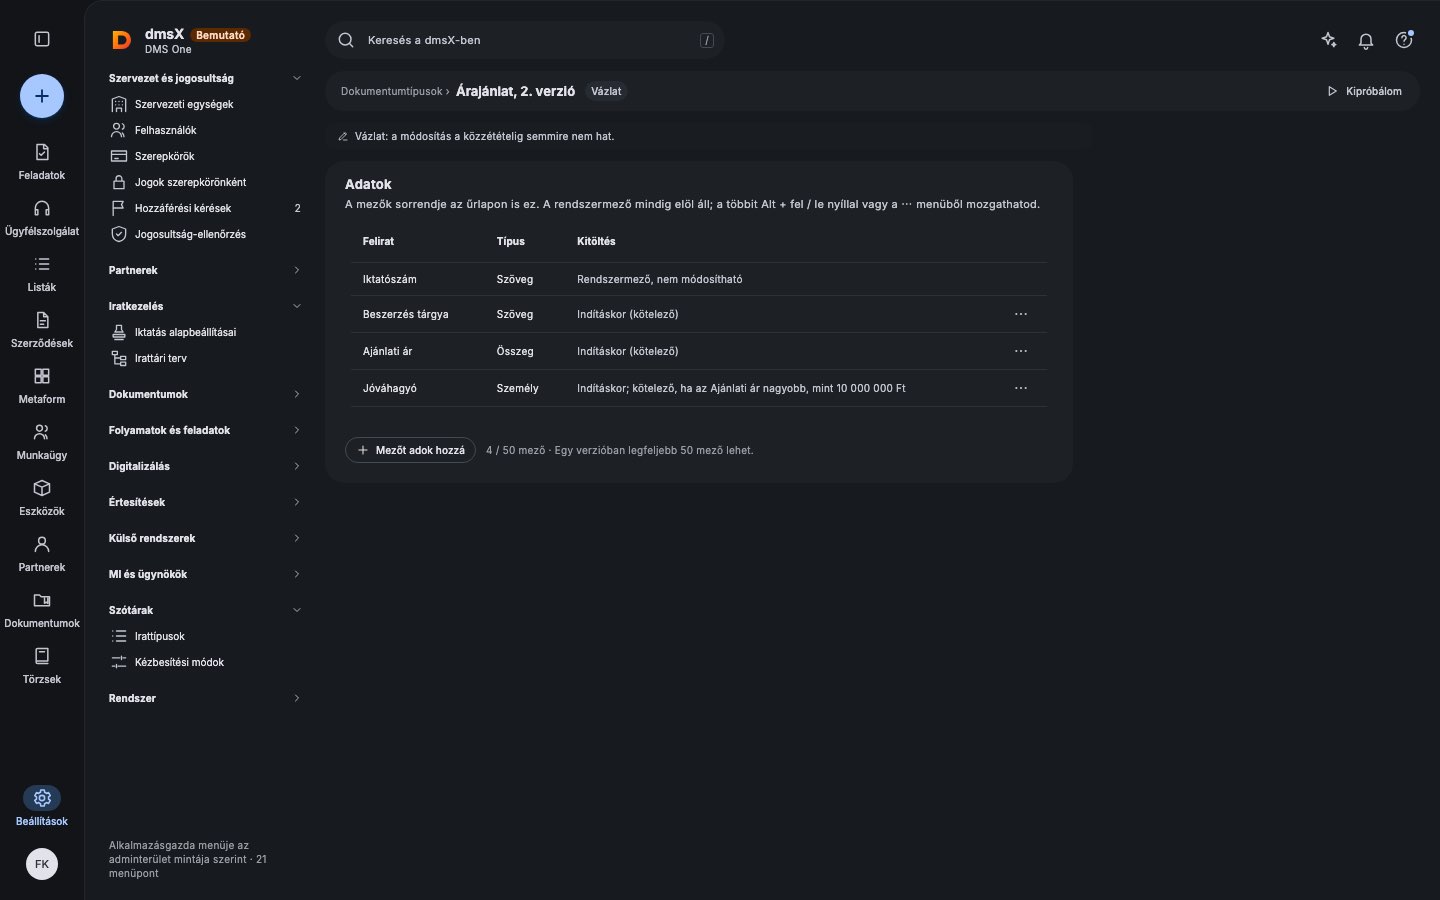 dmsX Bemutató
DMS One
Keresés a dmsX-ben /
Feladatok
Ügyfélszolgálat
Listák
Szerződések
Metaform
Munkaügy
Eszközök
Partnerek
Dokumentumok
Törzsek
Beállítások
FK
Szervezet és jogosultság
Szervezeti egységek
Felhasználók
Szerepkörök
Jogok szerepkörönként
Hozzáférési kérések 2
Jogosultság-ellenőrzés
Partnerek
Iratkezelés
Iktatás alapbeállításai
Irattári terv
Dokumentumok
Folyamatok és feladatok
Digitalizálás
Értesítések
Külső rendszerek
MI és ügynökök
Szótárak
Irattípusok
Kézbesítési módok
Rendszer
Alkalmazásgazda menüje az
adminterület mintája szerint · 21
menüpont
Dokumentumtípusok › Árajánlat, 2. verzió Vázlat
Kipróbálom
Vázlat: a módosítás a közzétételig semmire nem hat.
Adatok
A mezők sorrendje az űrlapon is ez. A rendszermező mindig elöl áll; a többit Alt + fel / le nyíllal vagy a ··· menüből mozgathatod.
Felirat Típus Kitöltés
Iktatószám Szöveg Rendszermező, nem módosítható
Beszerzés tárgya Szöveg Indításkor (kötelező) ···
Ajánlati ár Összeg Indításkor (kötelező) ···
Jóváhagyó Személy Indításkor; kötelező, ha az Ajánlati ár nagyobb, mint 10 000 000 Ft ···
+ Mezőt adok hozzá 4 / 50 mező · Egy verzióban legfeljebb 50 mező lehet.